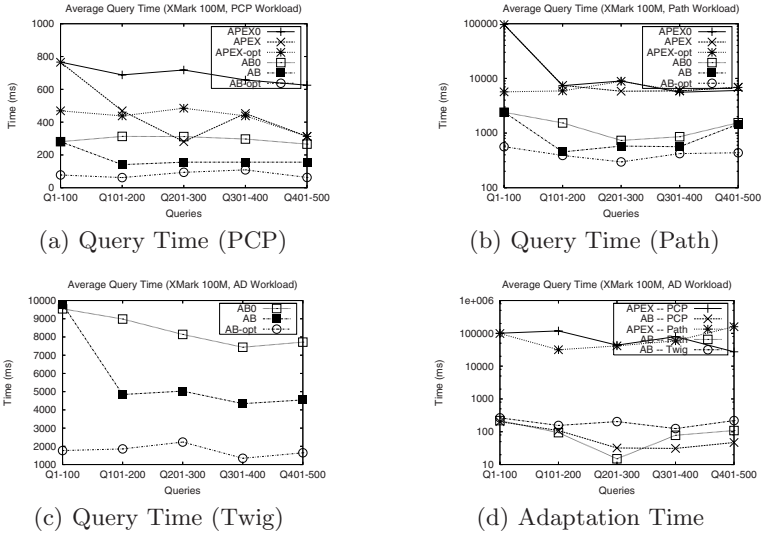 Average Query Time (XMark 100M, PCP Workload)
1000
800
600
400
200
0
Time (ms)
APEX0
APEX
APEX-opt
AB0
AB
AB-opt
Q1-100 Q101-200 Q201-300 Q301-400 Q401-500
Queries
(a) Query Time (PCP)
Average Query Time (XMark 100M, Path Workload)
100000
10000
1000
100
Time (ms)
APEX0
APEX
APEX-opt
AB0
AB
AB-opt
Q1-100 Q101-200 Q201-300 Q301-400 Q401-500
Queries
(b) Query Time (Path)
Average Query Time (XMark 100M, AD Workload)
10000
9000
8000
7000
6000
5000
4000
3000
2000
1000
Time (ms)
AB0
AB
AB-opt
Q1-100 Q101-200 Q201-300 Q301-400 Q401-500
Queries
(c) Query Time (Twig)
Average Query Time (XMark 100M, AD Workload)
1e+006
100000
10000
1000
100
10
Time (ms)
APEX -- PCP
AB -- PCP
APEX -- Path
AB -- Path
AB -- Twig
Q1-100 Q101-200 Q201-300 Q301-400 Q401-500
Queries
(d) Adaptation Time